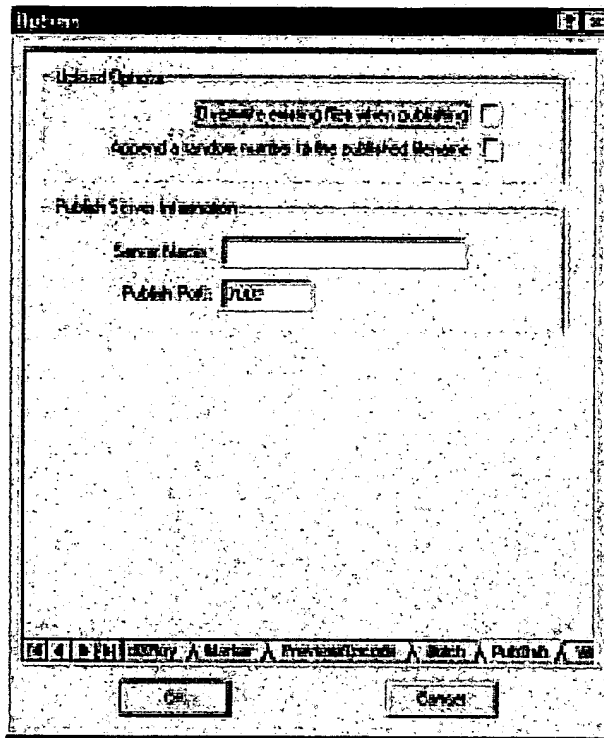 Options
Upload Options
Overwrite existing files when publishing
Append a random number to the published filename
Publish Server Information
Server Name:
Publish Port:
Display Marker Preview/Encode Batch Publish
OK
Cancel